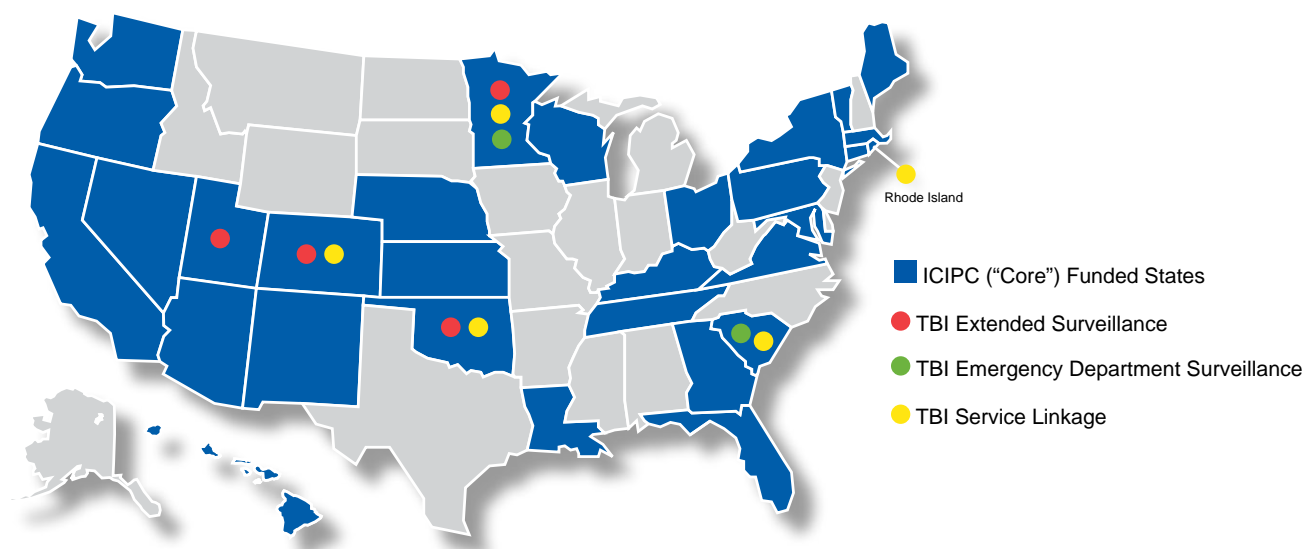 Rhode Island
ICIPC (“Core”) Funded States
TBI Extended Surveillance
TBI Emergency Department Surveillance
TBI Service Linkage